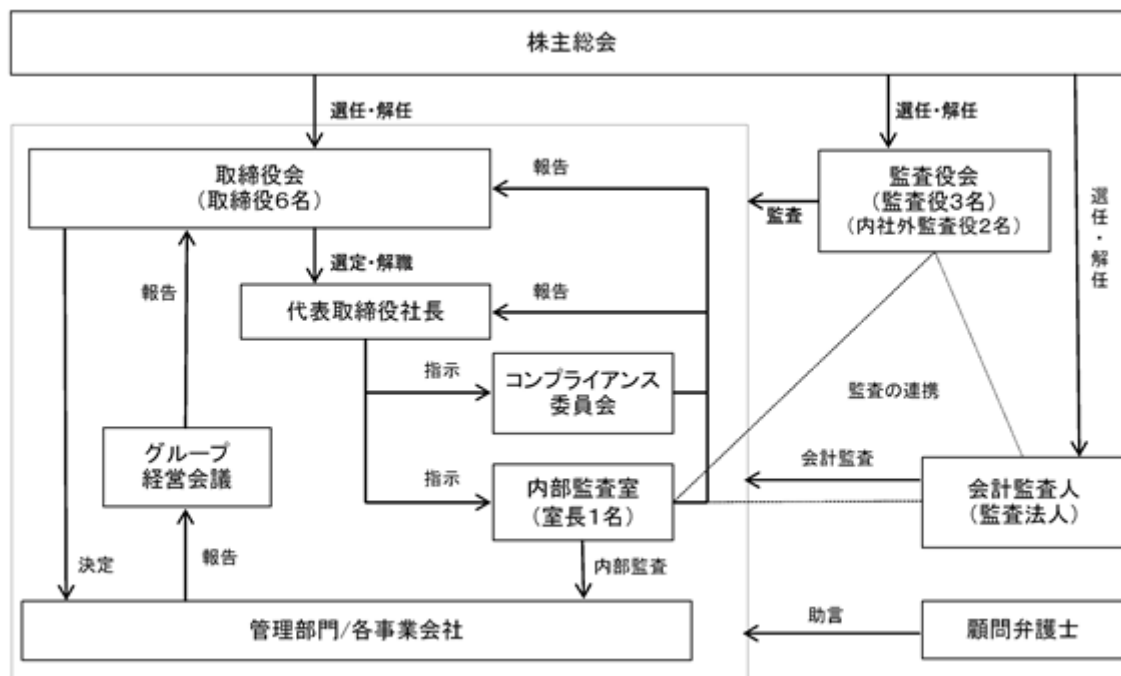 株主総会
選任・解任
選任・解任
取締役会
(取締役6名)
報告
監査役会
(監査役3名)
(内社外監査役2名)
監査
選任・解任
選定・解職
報告
代表取締役社長
報告
指示
コンプライアンス
委員会
監査の連携
グループ
経営会議
指示
内部監査室
(室長1名)
会計監査
会計監査人
(監査法人)
決定
報告
内部監査
管理部門/各事業会社
助言
顧問弁護士